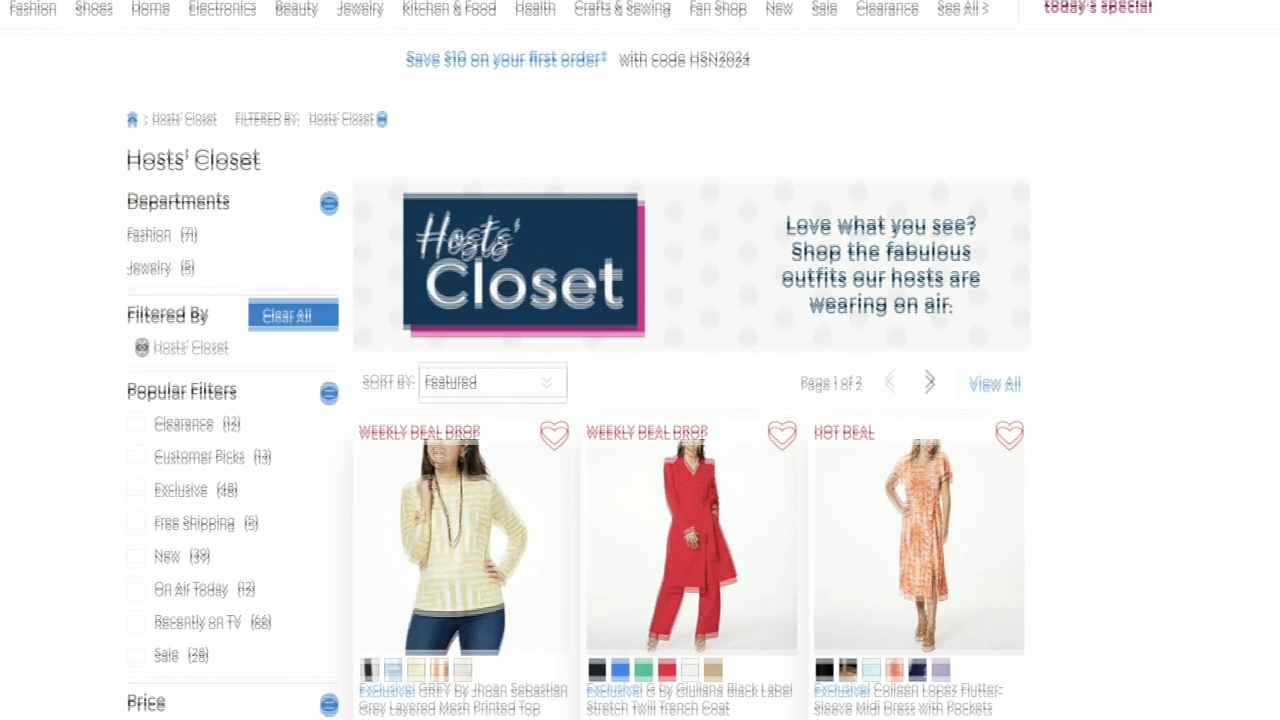 Fashion Shoes Home Electronics Beauty Jewelry Kitchen & Food Health Crafts & Sewing Fan Shop New Sale Clearance See All >
today's special
Save $10 on your first order‡ with code HSN2024
> Hosts' Closet FILTERED BY: Hosts' Closet
Hosts' Closet
Departments
Fashion (71)
Jewelry (5)
Filtered By Clear All
Hosts' Closet
Popular Filters
Clearance (12)
Customer Picks (13)
Exclusive (48)
Free Shipping (5)
New (39)
On Air Today (12)
Recently on TV (66)
Sale (28)
Price
Hosts'
Closet
Love what you see?
Shop the fabulous
outfits our hosts are
wearing on air.
SORT BY: Featured
Page 1 of 2 View All
WEEKLY DEAL DROP
Exclusive! GREY by Jhoan Sebastian
Grey Layered Mesh Printed Top
WEEKLY DEAL DROP
Exclusive! G by Giuliana Black Label
Stretch Twill Trench Coat
HOT DEAL
Exclusive! Colleen Lopez Flutter-
Sleeve Midi Dress with Pockets